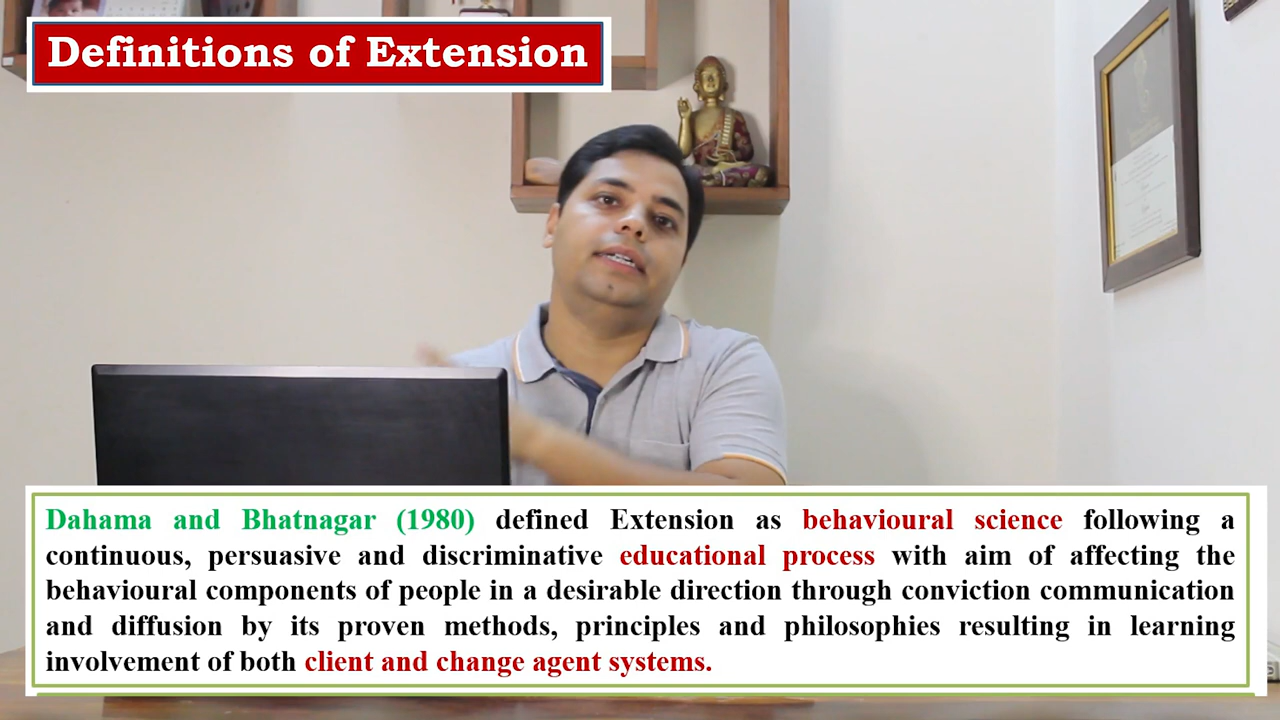 Definitions of Extension
Dahama and Bhatnagar (1980) defined Extension as behavioural science following a
continuous, persuasive and discriminative educational process with aim of affecting the
behavioural components of people in a desirable direction through conviction communication
and diffusion by its proven methods, principles and philosophies resulting in learning
involvement of both client and change agent systems.